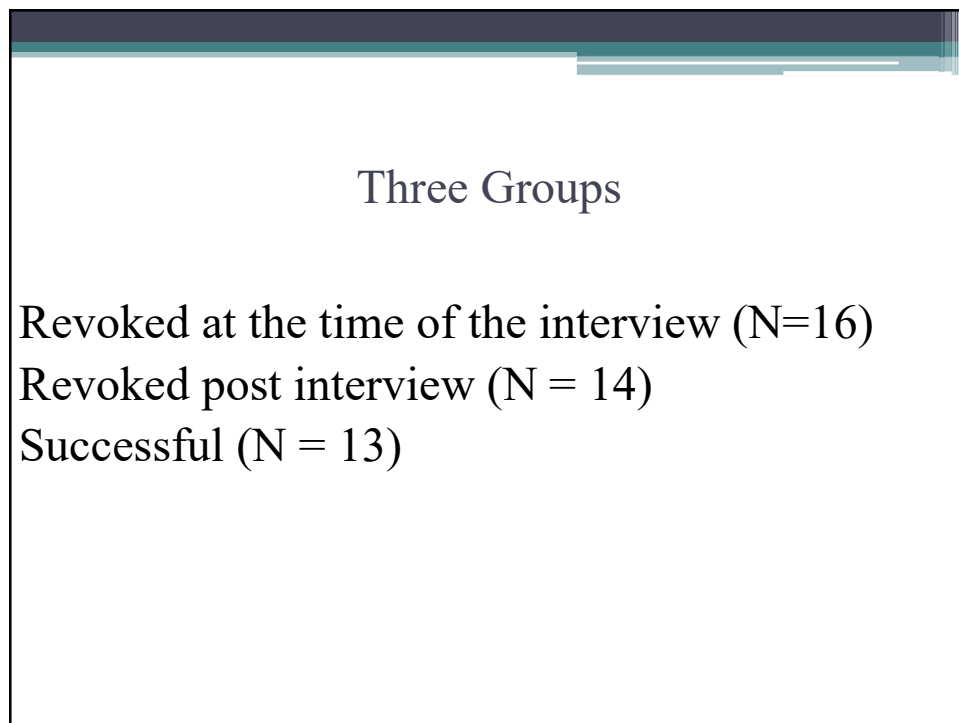 Three Groups
Revoked at the time of the interview (N=16)
Revoked post interview (N = 14)
Successful (N = 13)